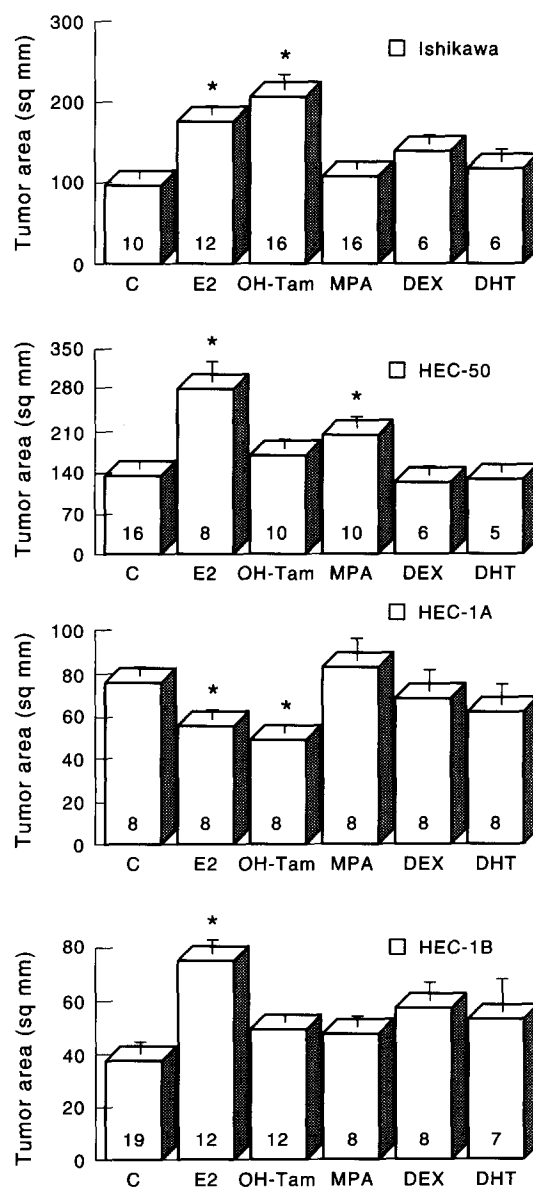 Tumor area (sq mm)
300
200
100
0
Ishikawa
* *
10 12 16 16 6 6
C E2 OH-Tam MPA DEX DHT
Tumor area (sq mm)
350
280
210
140
70
0
HEC-50
* *
16 8 10 10 6 5
C E2 OH-Tam MPA DEX DHT
Tumor area (sq mm)
100
80
60
40
20
0
HEC-1A
* *
8 8 8 8 8 8
C E2 OH-Tam MPA DEX DHT
Tumor area (sq mm)
80
60
40
20
0
HEC-1B
*
19 12 12 8 8 7
C E2 OH-Tam MPA DEX DHT